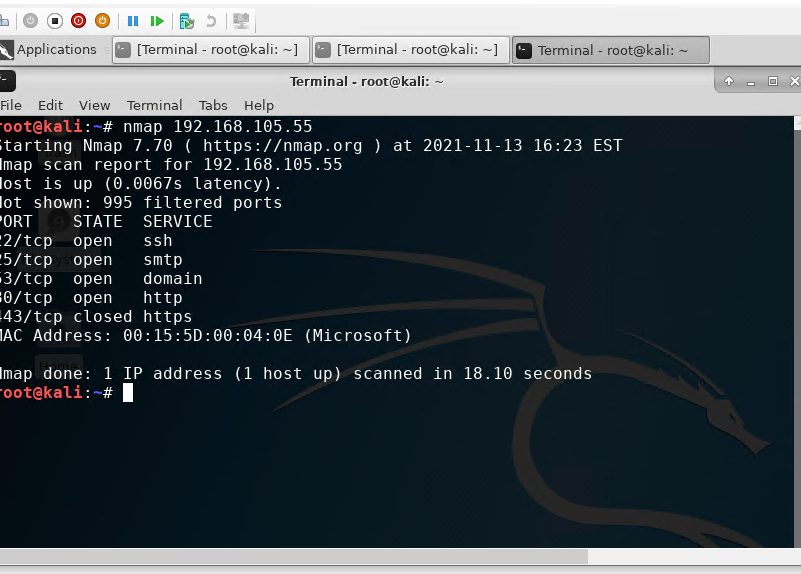 Applications
[Terminal - root@kali: ~]
[Terminal - root@kali: ~]
Terminal - root@kali: ~
Terminal - root@kali: ~
File Edit View Terminal Tabs Help
root@kali:~# nmap 192.168.105.55
Starting Nmap 7.70 ( https://nmap.org ) at 2021-11-13 16:23 EST
Nmap scan report for 192.168.105.55
Host is up (0.0067s latency).
Not shown: 995 filtered ports
PORT STATE SERVICE
22/tcp open ssh
25/tcp open smtp
53/tcp open domain
80/tcp open http
443/tcp closed https
MAC Address: 00:15:5D:00:04:0E (Microsoft)
Nmap done: 1 IP address (1 host up) scanned in 18.10 seconds
root@kali:~#